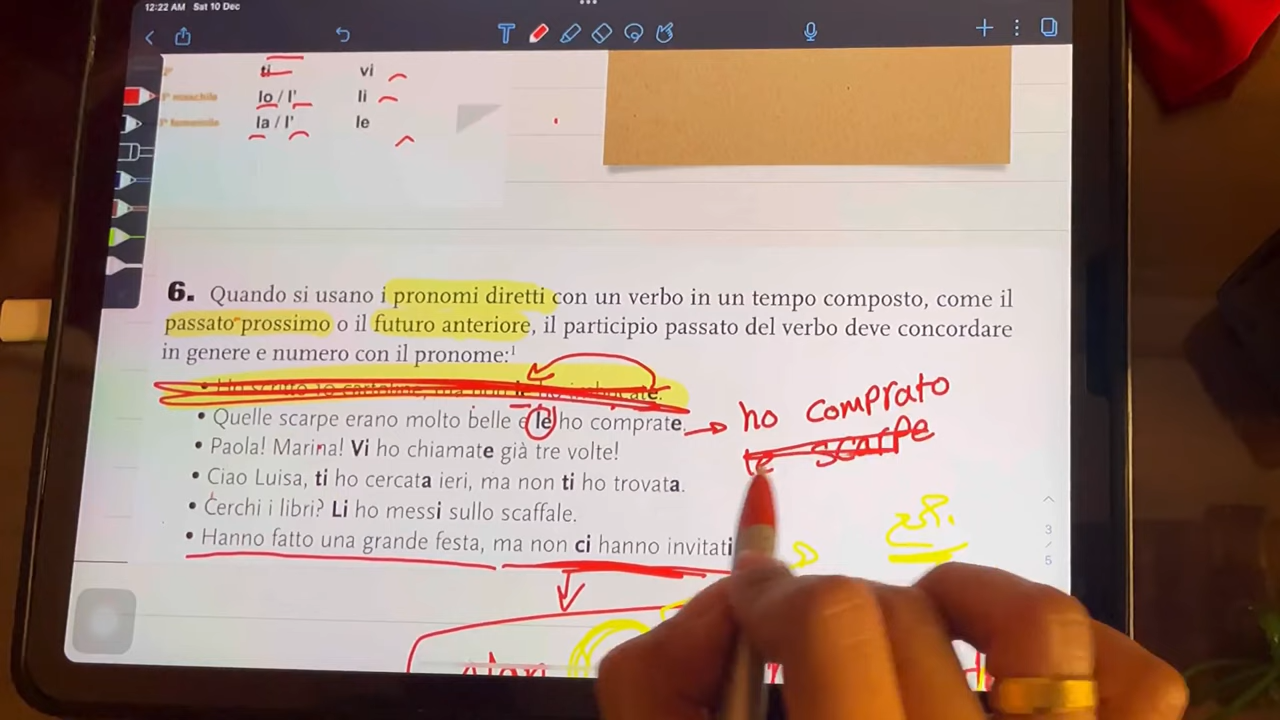 12:22 AM Sat 10 Dec
T
ti vi
lo / l' li
la / l' le
6. Quando si usano i pronomi diretti con un verbo in un tempo composto, come il
passato prossimo o il futuro anteriore, il participio passato del verbo deve concordare
in genere e numero con il pronome:¹
• Quelle scarpe erano molto belle e le ho comprate.
• Paola! Marina! Vi ho chiamate già tre volte!
• Ciao Luisa, ti ho cercata ieri, ma non ti ho trovata.
• Cerchi i libri? Li ho messi sullo scaffale.
• Hanno fatto una grande festa, ma non ci hanno invitati
ho comprato
le scarpe
3
/
5